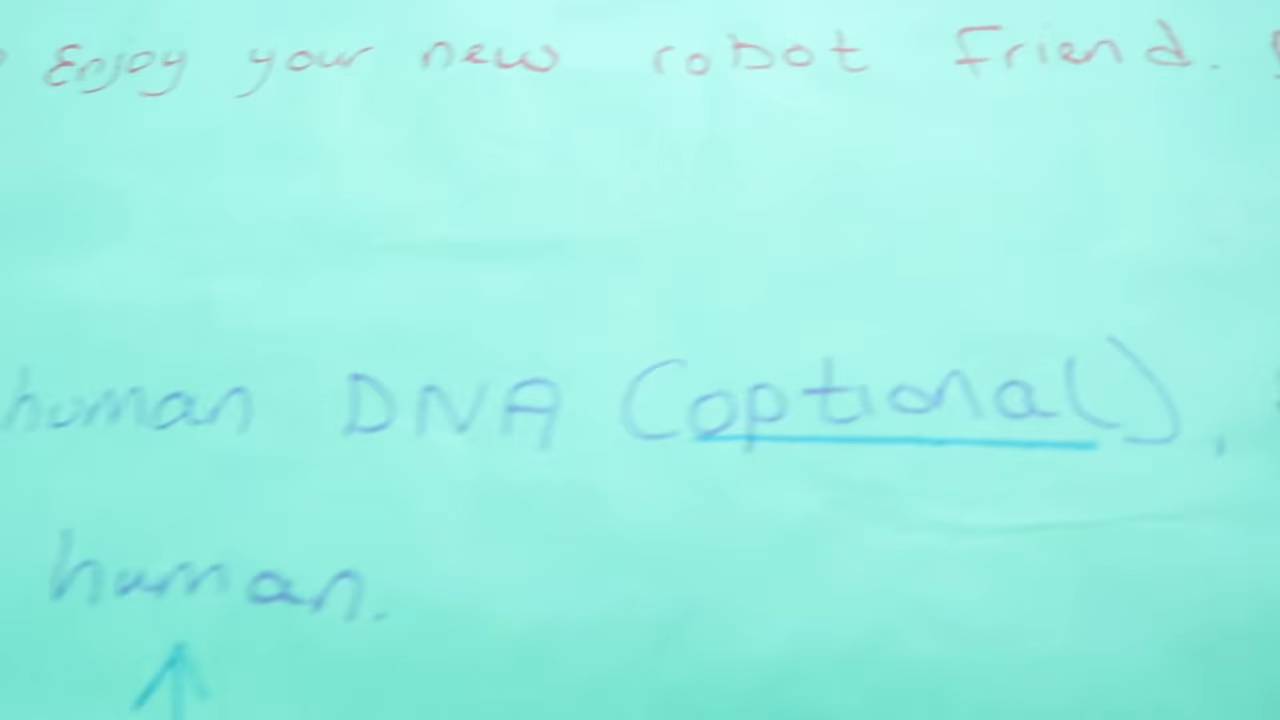 Enjoy your new robot friend.
human DNA (optional),
human.